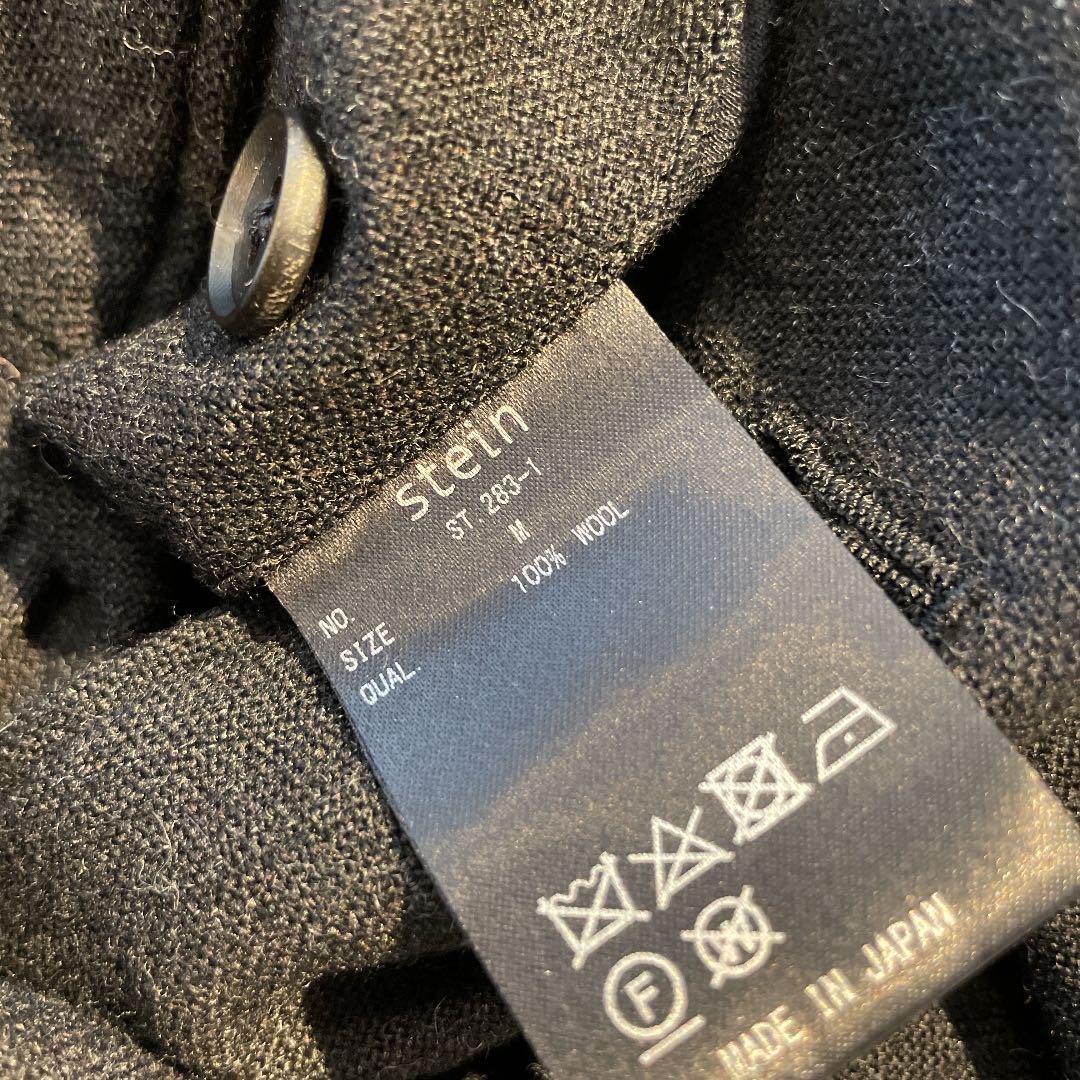 stein
NO. ST.283-1
SIZE M
QUAL. 100% WOOL
F W
MADE IN JAPAN